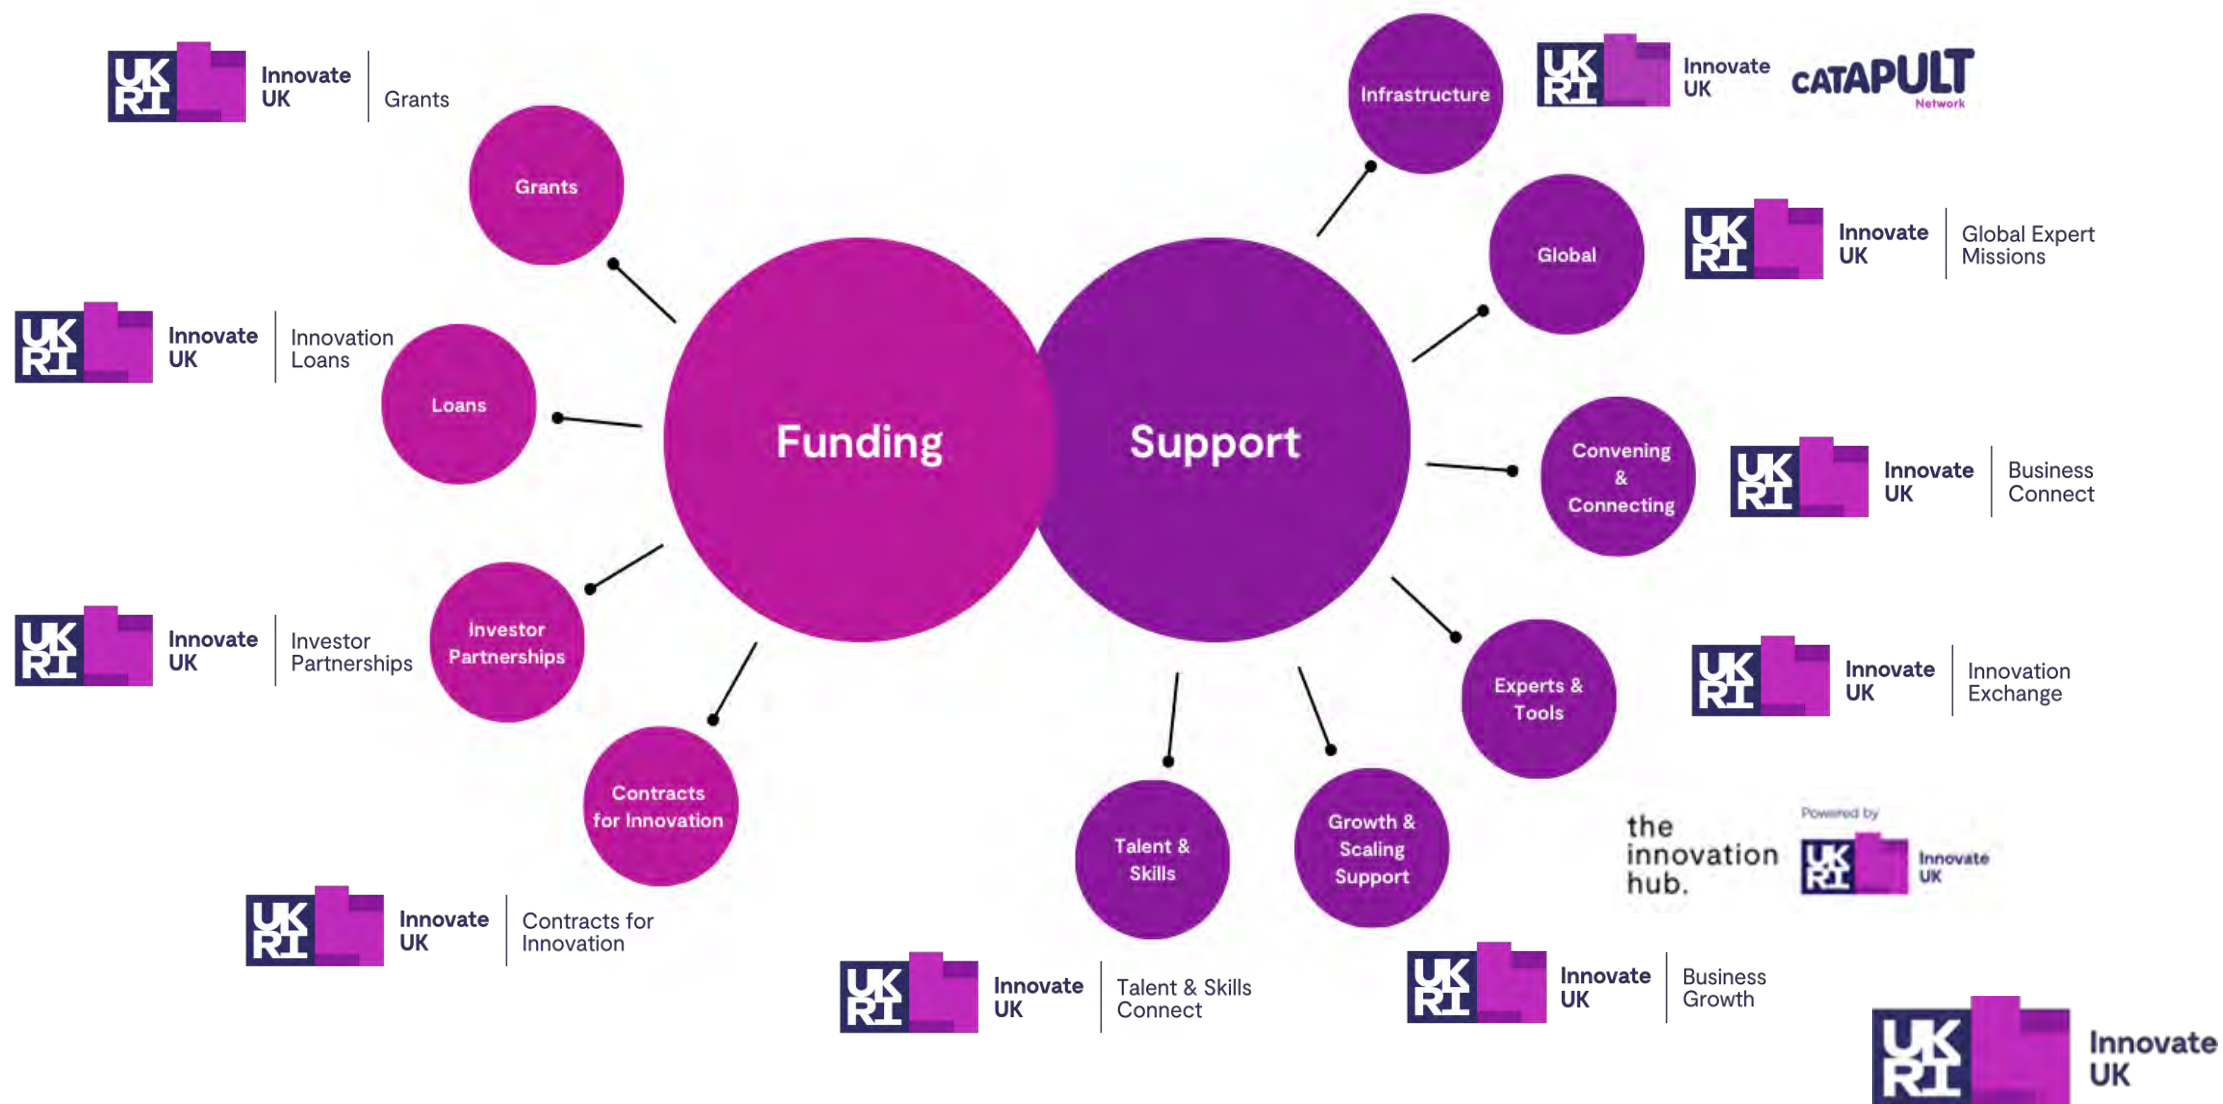 UK
RI
Innovate
UK
Grants
Grants
UK
RI
Innovate
UK
Innovation
Loans
Loans
UK
RI
Innovate
UK
Investor
Partnerships
Investor
Partnerships
Contracts
for Innovation
UK
RI
Innovate
UK
Contracts for
Innovation
Funding
Support
Infrastructure
UK
RI
Innovate
UK
CATAPULT
Network
Global
UK
RI
Innovate
UK
Global Expert
Missions
Convening
&
Connecting
UK
RI
Innovate
UK
Business
Connect
Experts &
Tools
UK
RI
Innovate
UK
Innovation
Exchange
the
innovation
hub.
Powered by
UK
RI
Innovate
UK
Growth &
Scaling
Support
UK
RI
Innovate
UK
Business
Growth
Talent &
Skills
UK
RI
Innovate
UK
Talent & Skills
Connect
UK
RI
Innovate
UK